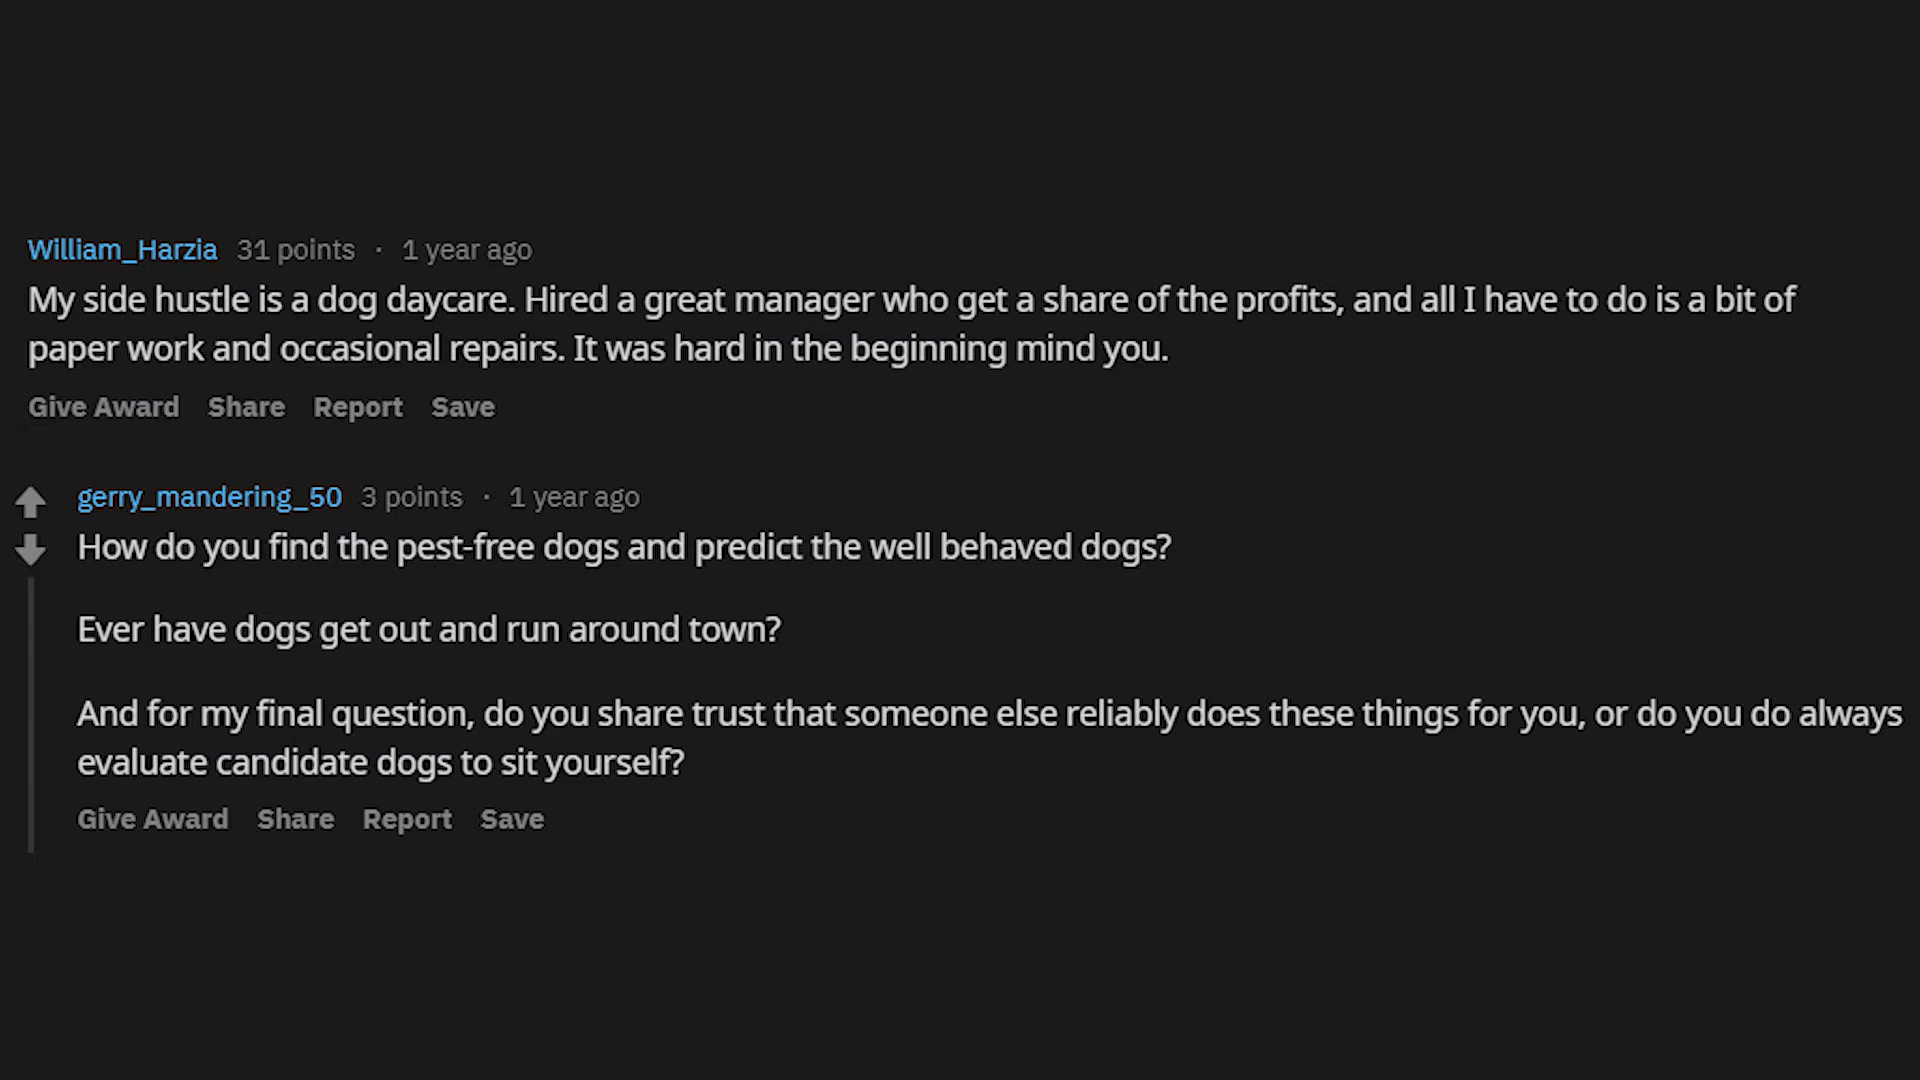 William_Harzia 31 points · 1 year ago
My side hustle is a dog daycare. Hired a great manager who get a share of the profits, and all I have to do is a bit of
paper work and occasional repairs. It was hard in the beginning mind you.
Give Award Share Report Save
gerry_mandering_50 3 points · 1 year ago
How do you find the pest-free dogs and predict the well behaved dogs?
Ever have dogs get out and run around town?
And for my final question, do you share trust that someone else reliably does these things for you, or do you do always
evaluate candidate dogs to sit yourself?
Give Award Share Report Save